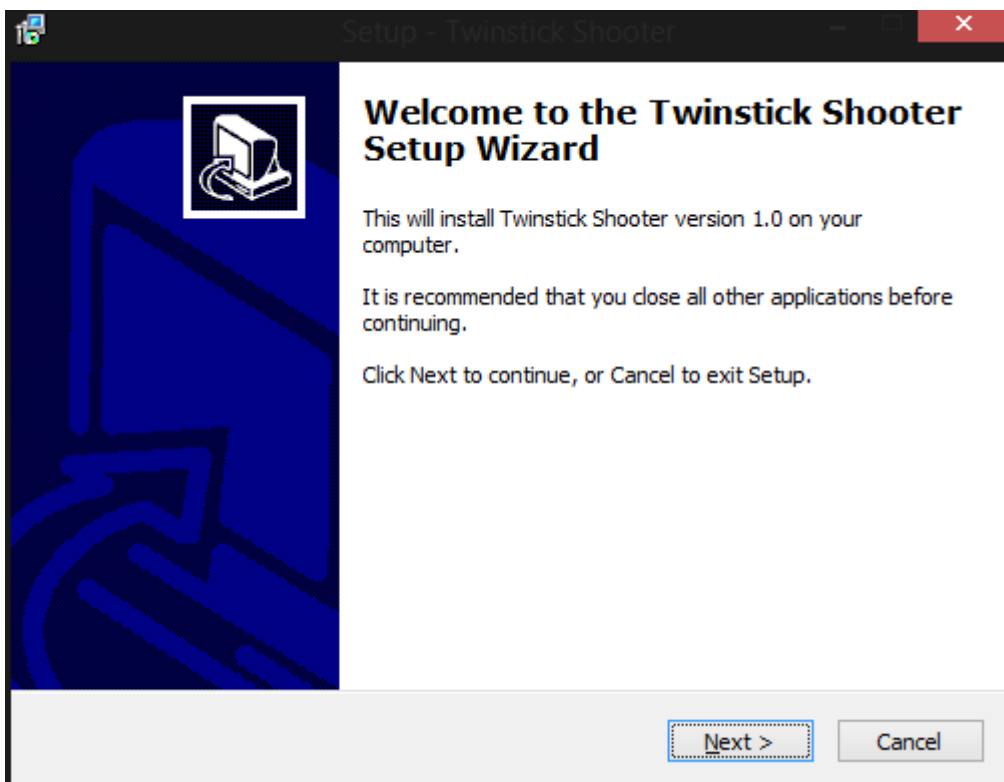 Setup - Twinstick Shooter
Welcome to the Twinstick Shooter
Setup Wizard
This will install Twinstick Shooter version 1.0 on your
computer.
It is recommended that you close all other applications before
continuing.
Click Next to continue, or Cancel to exit Setup.
Next >
Cancel